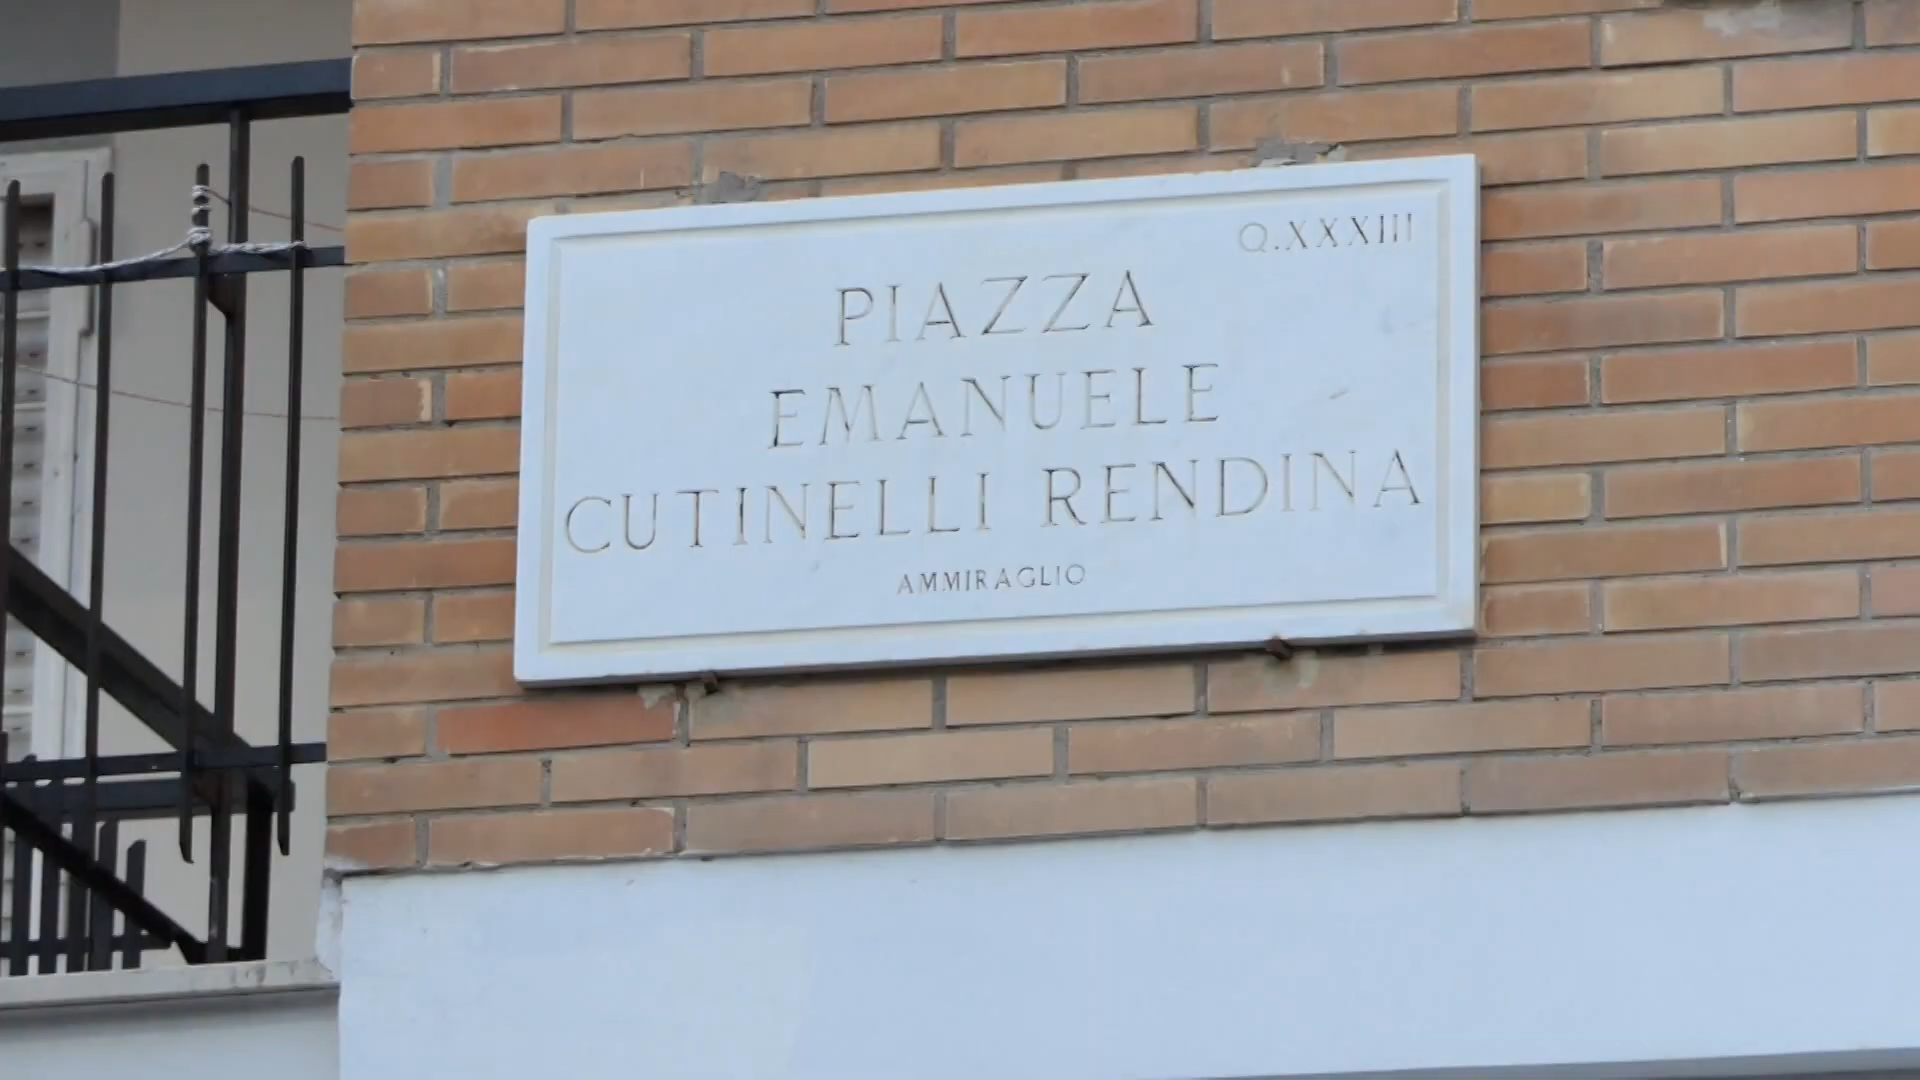 Q.XXXIII
PIAZZA
EMANUELE
CUTINELLI RENDINA
AMMIRAGLIO